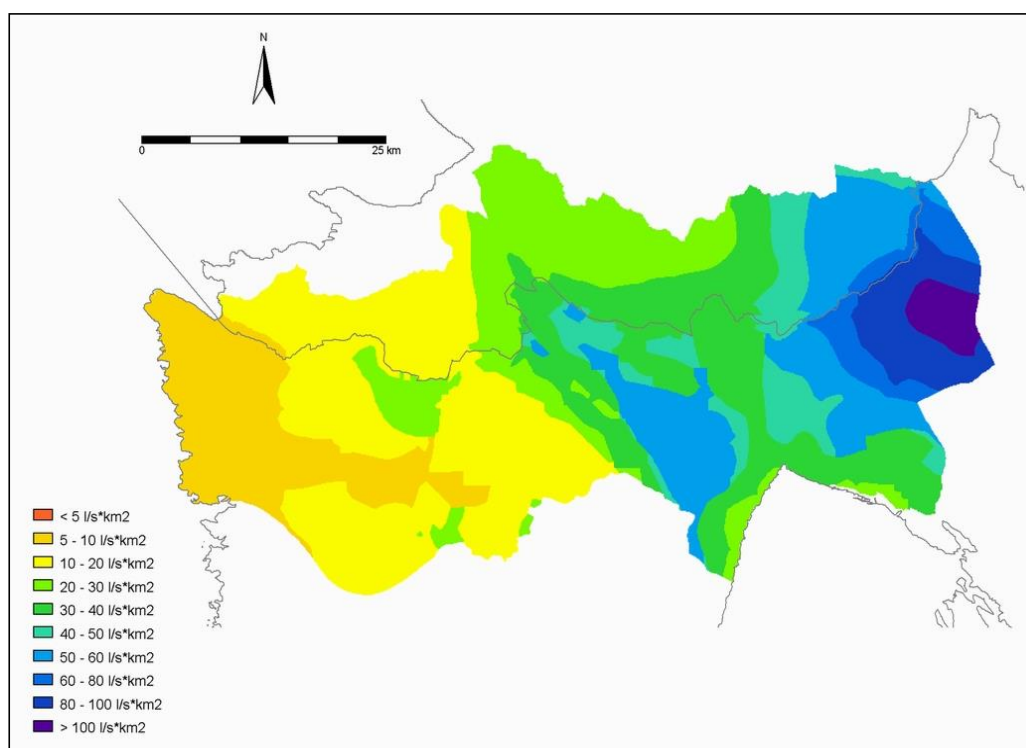 N
0 25 km
< 5 l/s*km2
5 - 10 l/s*km2
10 - 20 l/s*km2
20 - 30 l/s*km2
30 - 40 l/s*km2
40 - 50 l/s*km2
50 - 60 l/s*km2
60 - 80 l/s*km2
80 - 100 l/s*km2
> 100 l/s*km2